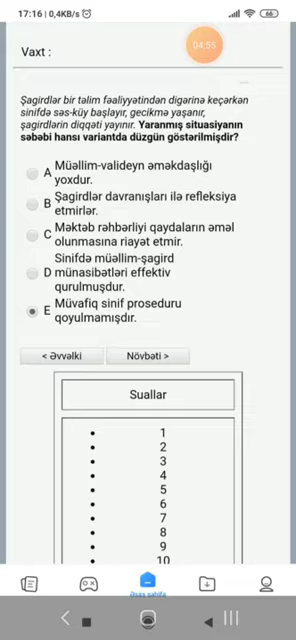 17:16 | 0,4KB/s
66
04:55
Vaxt :
Şagirdlər bir təlim fəaliyyətindən digərinə keçərkən
sinifdə səs-küy başlayır, gecikmə yaşanır,
şagirdlərin diqqəti yayınır. Yaranmış situasiyanın
səbəbi hansı variantda düzgün göstərilmişdir?
A Müəllim-valideyn əməkdaşlığı
yoxdur.
B Şagirdlər davranışları ilə refleksiya
etmirlər.
C Məktəb rəhbərliyi qaydaların əməl
olunmasına riayət etmir.
Sinifdə müəllim-şagird
D münasibətləri effektiv
qurulmuşdur.
E Müvafiq sinif proseduru
qoyulmamışdır.
< Əvvəlki
Növbəti >
Suallar
1
2
3
4
5
6
7
8
9
10
Əsas səhifə